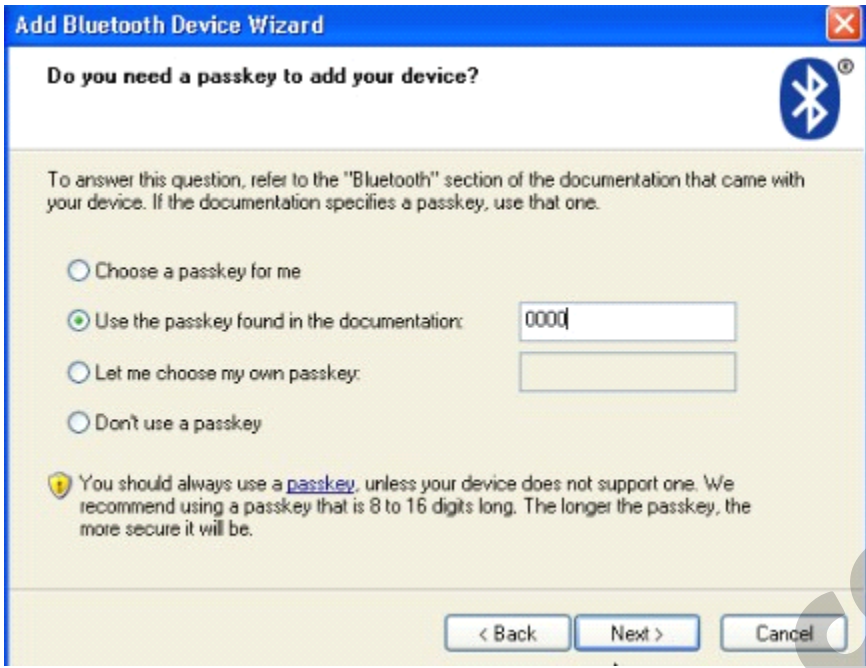 Add Bluetooth Device Wizard
Do you need a passkey to add your device?
®
To answer this question, refer to the "Bluetooth" section of the documentation that came with
your device. If the documentation specifies a passkey, use that one.
Choose a passkey for me
Use the passkey found in the documentation: 0000
Let me choose my own passkey:
Don't use a passkey
You should always use a passkey, unless your device does not support one. We
recommend using a passkey that is 8 to 16 digits long. The longer the passkey, the
more secure it will be.
< Back Next > Cancel